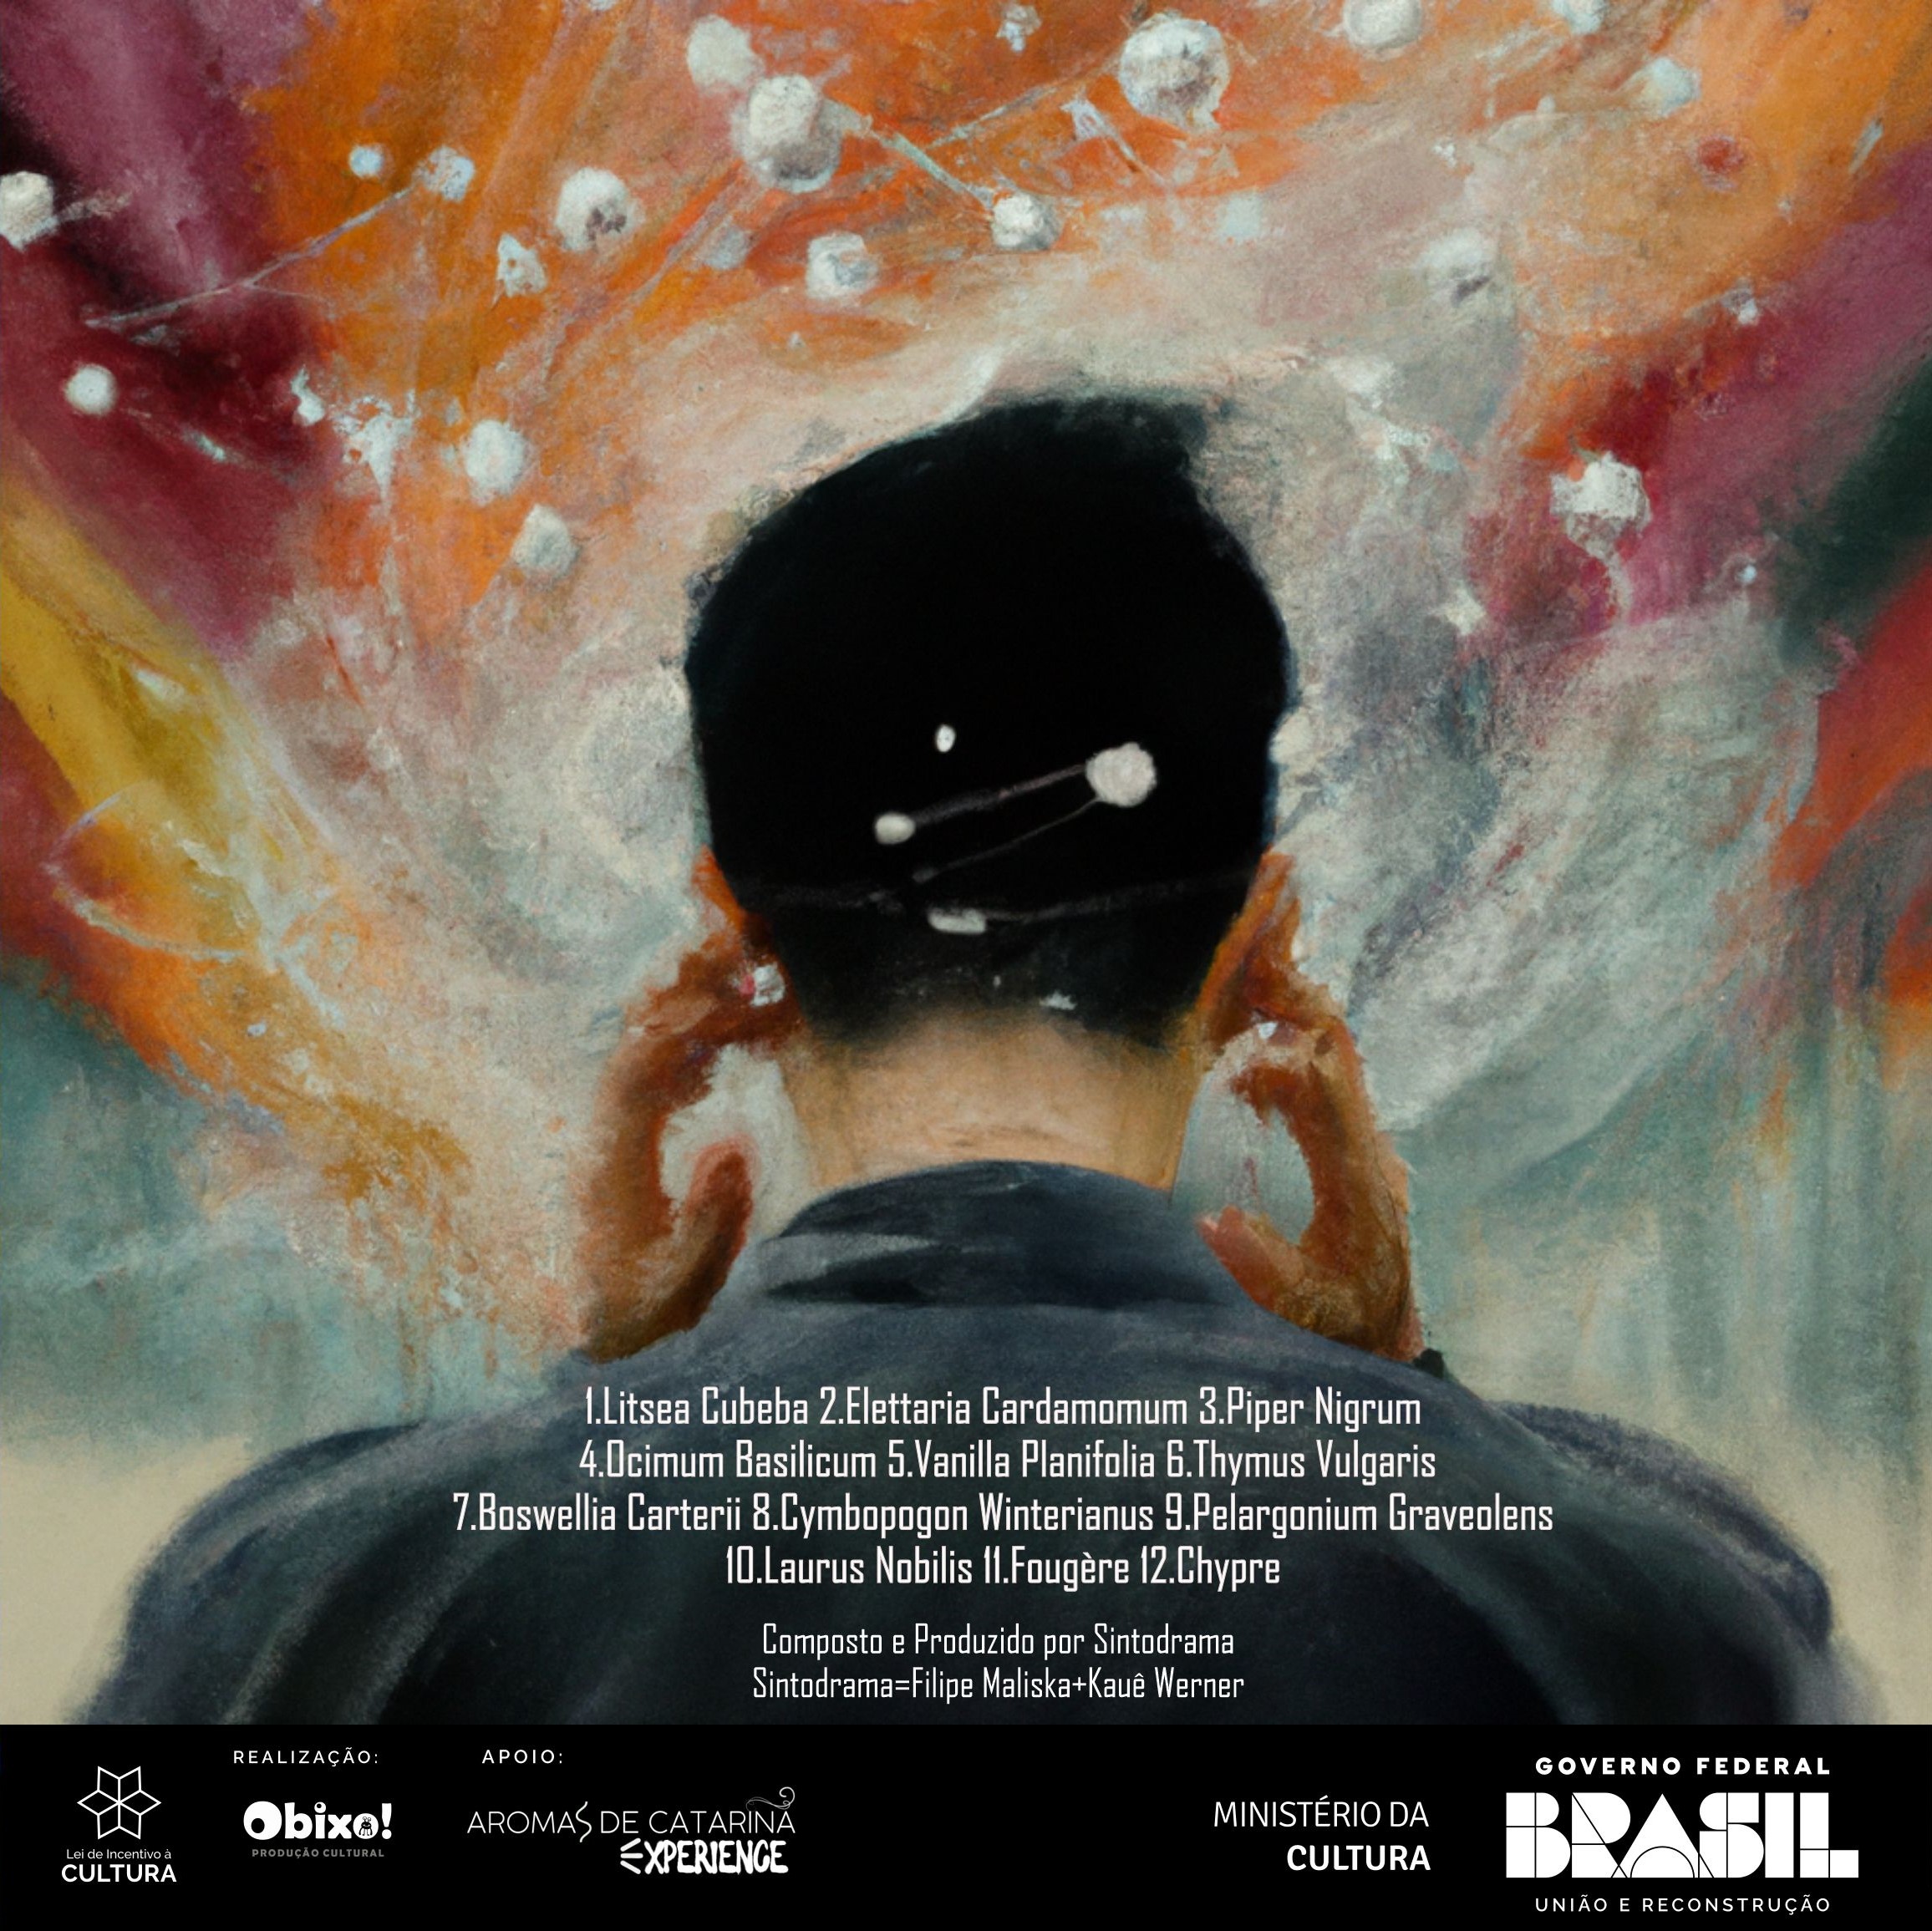 1.Litsea Cubeba 2.Elettaria Cardamomum 3.Piper Nigrum
4.Ocimum Basilicum 5.Vanilla Planifolia 6.Thymus Vulgaris
7.Boswellia Carterii 8.Cymbopogon Winterianus 9.Pelargonium Graveolens
10.Laurus Nobilis 11.Fougère 12.Chypre
Composto e Produzido por Sintodrama
Sintodrama=Filipe Maliska+Kauê Werner
Lei de Incentivo à
CULTURA
REALIZAÇÃO:
Obixo!
PRODUÇÃO CULTURAL
APOIO:
AROMAS DE CATARINA
EXPERIENCE
MINISTÉRIO DA
CULTURA
GOVERNO FEDERAL
BRASIL
UNIÃO E RECONSTRUÇÃO